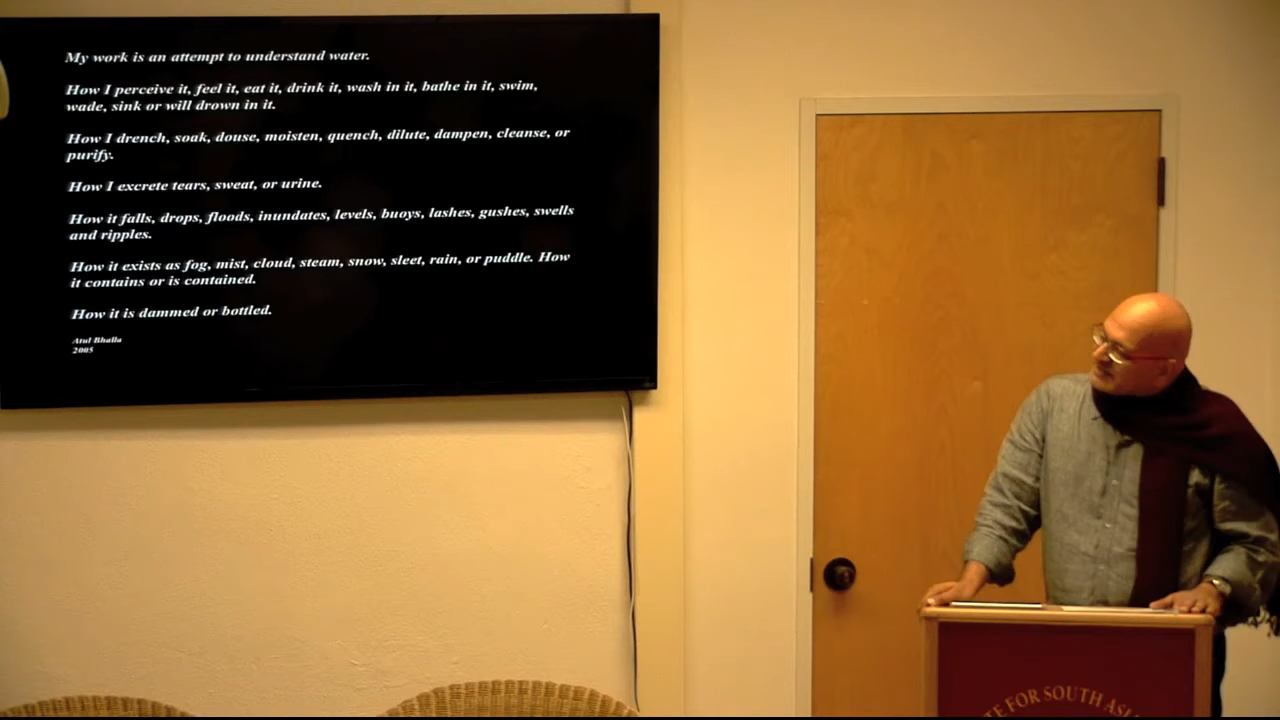 My work is an attempt to understand water.
How I perceive it, feel it, eat it, drink it, wash in it, bathe in it, swim,
wade, sink or will drown in it.
How I drench, soak, douse, moisten, quench, dilute, dampen, cleanse, or
purify.
How I excrete tears, sweat, or urine.
How it falls, drops, floods, inundates, levels, buoys, lashes, gushes, swells
and ripples.
How it exists as fog, mist, cloud, steam, snow, sleet, rain, or puddle. How
it contains or is contained.
How it is dammed or bottled.
Atul Bhalla
2005
FOR SOUTH